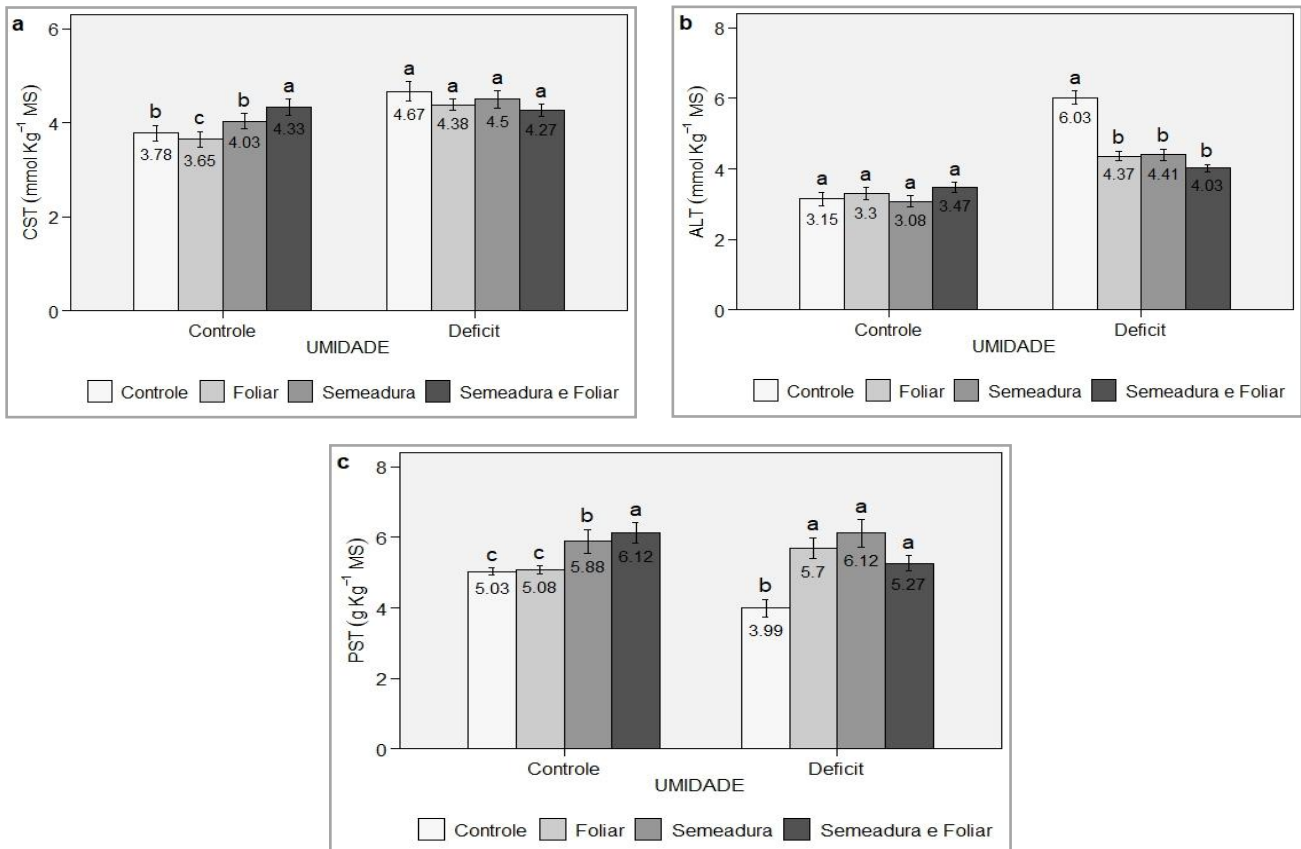 a
CST (mmol Kg⁻¹ MS)
6
4
2
0
b c b a a a a a
3.78 3.65 4.03 4.33 4.67 4.38 4.5 4.27
Controle Deficit
UMIDADE
Controle Foliar Semeadura Semeadura e Foliar
b
ALT (mmol Kg⁻¹ MS)
8
6
4
2
0
a a a a a b b b
3.15 3.3 3.08 3.47 6.03 4.37 4.41 4.03
Controle Deficit
UMIDADE
Controle Foliar Semeadura Semeadura e Foliar
c
PST (g Kg⁻¹ MS)
8
6
4
2
0
c c b a b a a a
5.03 5.08 5.88 6.12 3.99 5.7 6.12 5.27
Controle Deficit
UMIDADE
Controle Foliar Semeadura Semeadura e Foliar